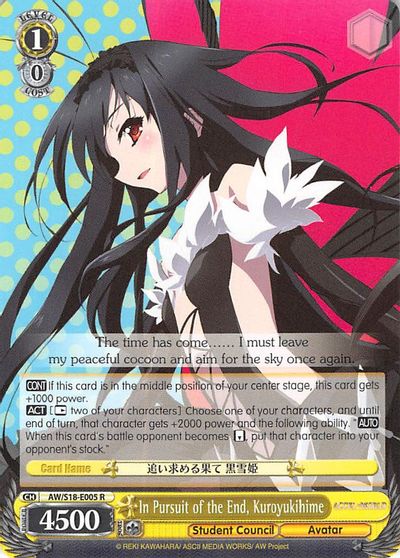 LEVEL
1
0
COST
The time has come...... I must leave
my peaceful cocoon and aim for the sky once again.
CONT If this card is in the middle position of your center stage, this card gets
+1000 power.
ACT [ two of your characters] Choose one of your characters, and until
end of turn, that character gets +2000 power and the following ability. "AUTO
When this card's battle opponent becomes [ ], put that character into your
opponent's stock."
Card Name
追い求める果て 黒雪姫
CH AW/S18-E005 R
In Pursuit of the End, Kuroyukihime
POWER
4500
SOUL
Student Council
Avatar
© REKI KAWAHARA/ ASCII MEDIA WORKS/ AW Project